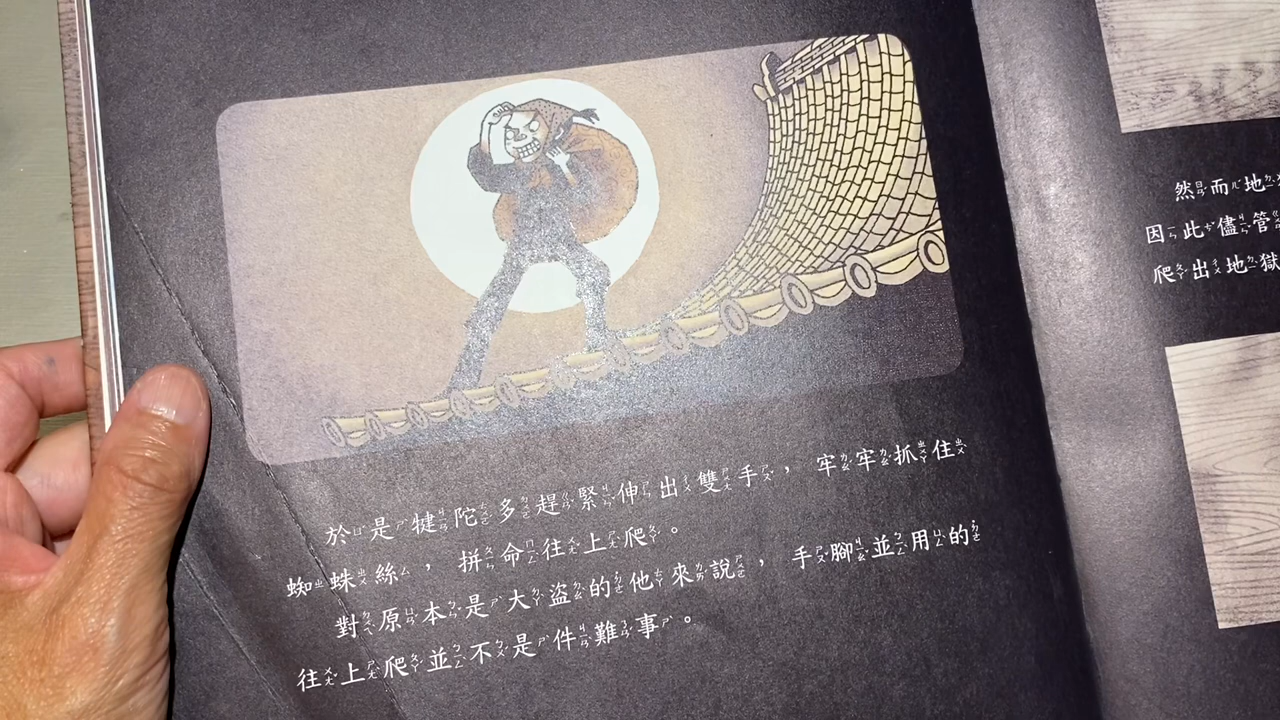 於是犍陀多趕緊伸出雙手，牢牢抓住
蜘蛛絲，拼命往上爬。
對原本是大盜的他來說，手腳並用的
往上爬並不是件難事。
然而地
因此儘管
爬出地獄